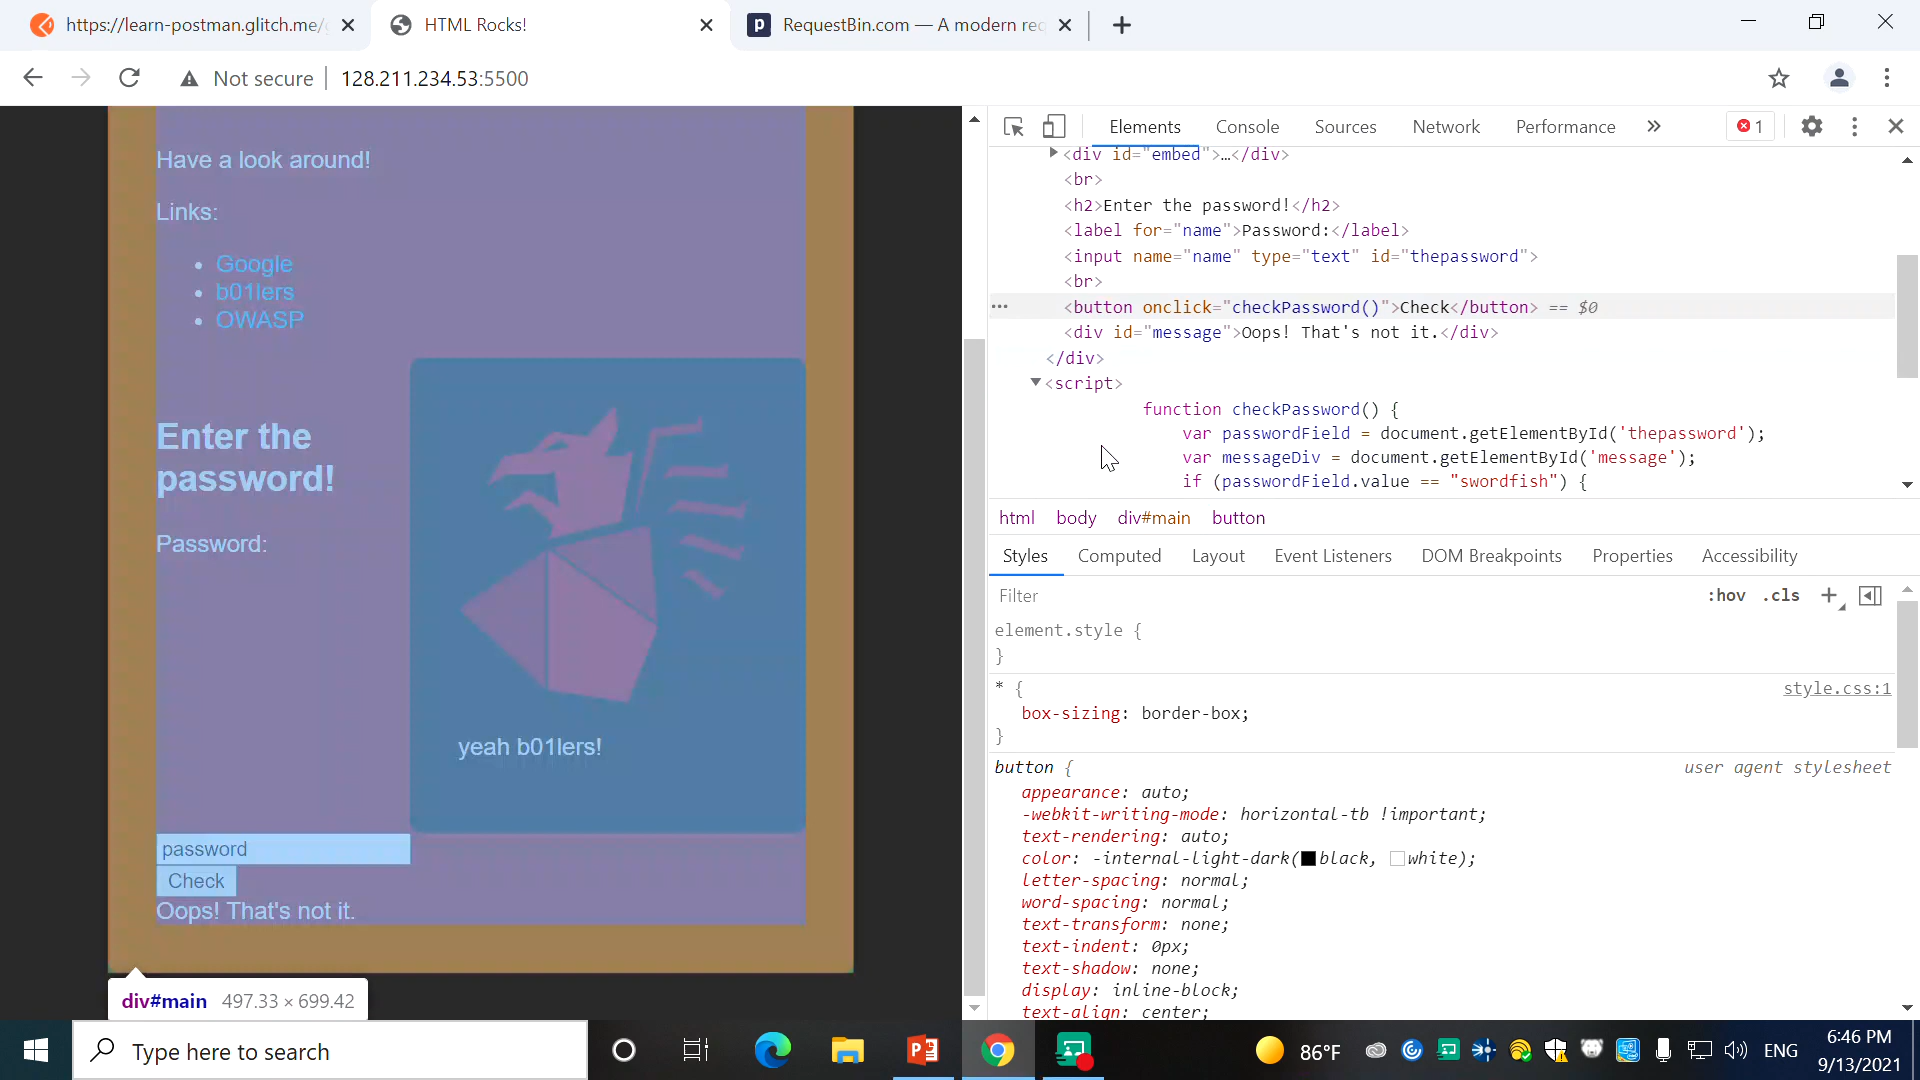 https://learn-postman.glitch.me/
HTML Rocks!
RequestBin.com — A modern rec
Not secure
128.211.234.53:5500
Have a look around!
Links:
Google
b01lers
OWASP
Enter the
password!
Password:
yeah b01lers!
password
Check
Oops! That's not it.
div#main 497.33 × 699.42
Elements Console Sources Network Performance 1
<div id="embed">…</div>
<br>
<h2>Enter the password!</h2>
<label for="name">Password:</label>
<input name="name" type="text" id="thepassword">
<br>
<button onclick="checkPassword()">Check</button> == $0
<div id="message">Oops! That's not it.</div>
</div>
<script>
function checkPassword() {
var passwordField = document.getElementById('thepassword');
var messageDiv = document.getElementById('message');
if (passwordField.value == "swordfish") {
html body div#main button
Styles Computed Layout Event Listeners DOM Breakpoints Properties Accessibility
Filter :hov .cls
element.style {
}
* { style.css:1
box-sizing: border-box;
}
button { user agent stylesheet
appearance: auto;
-webkit-writing-mode: horizontal-tb !important;
text-rendering: auto;
color: -internal-light-dark(black, white);
letter-spacing: normal;
word-spacing: normal;
text-transform: none;
text-indent: 0px;
text-shadow: none;
display: inline-block;
text-align: center;
Type here to search
86°F
ENG
6:46 PM
9/13/2021